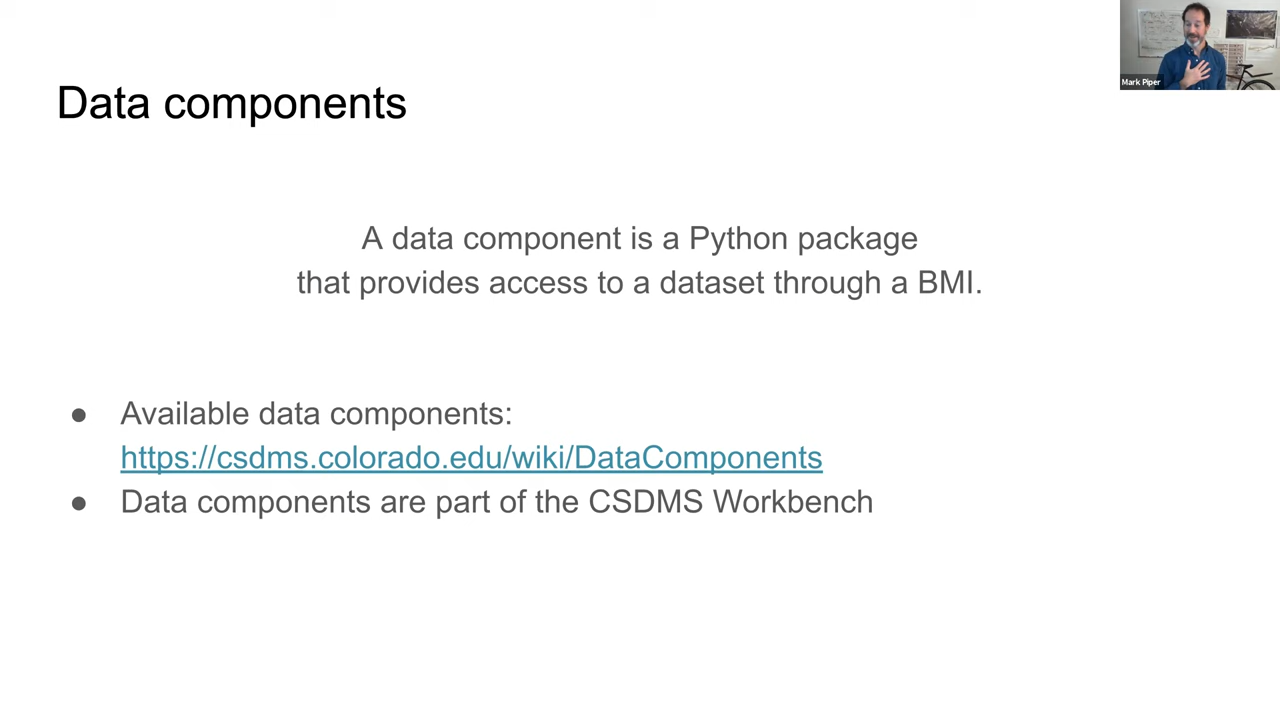 Mark Piper
Data components
A data component is a Python package
that provides access to a dataset through a BMI.
● Available data components:
https://csdms.colorado.edu/wiki/DataComponents
● Data components are part of the CSDMS Workbench